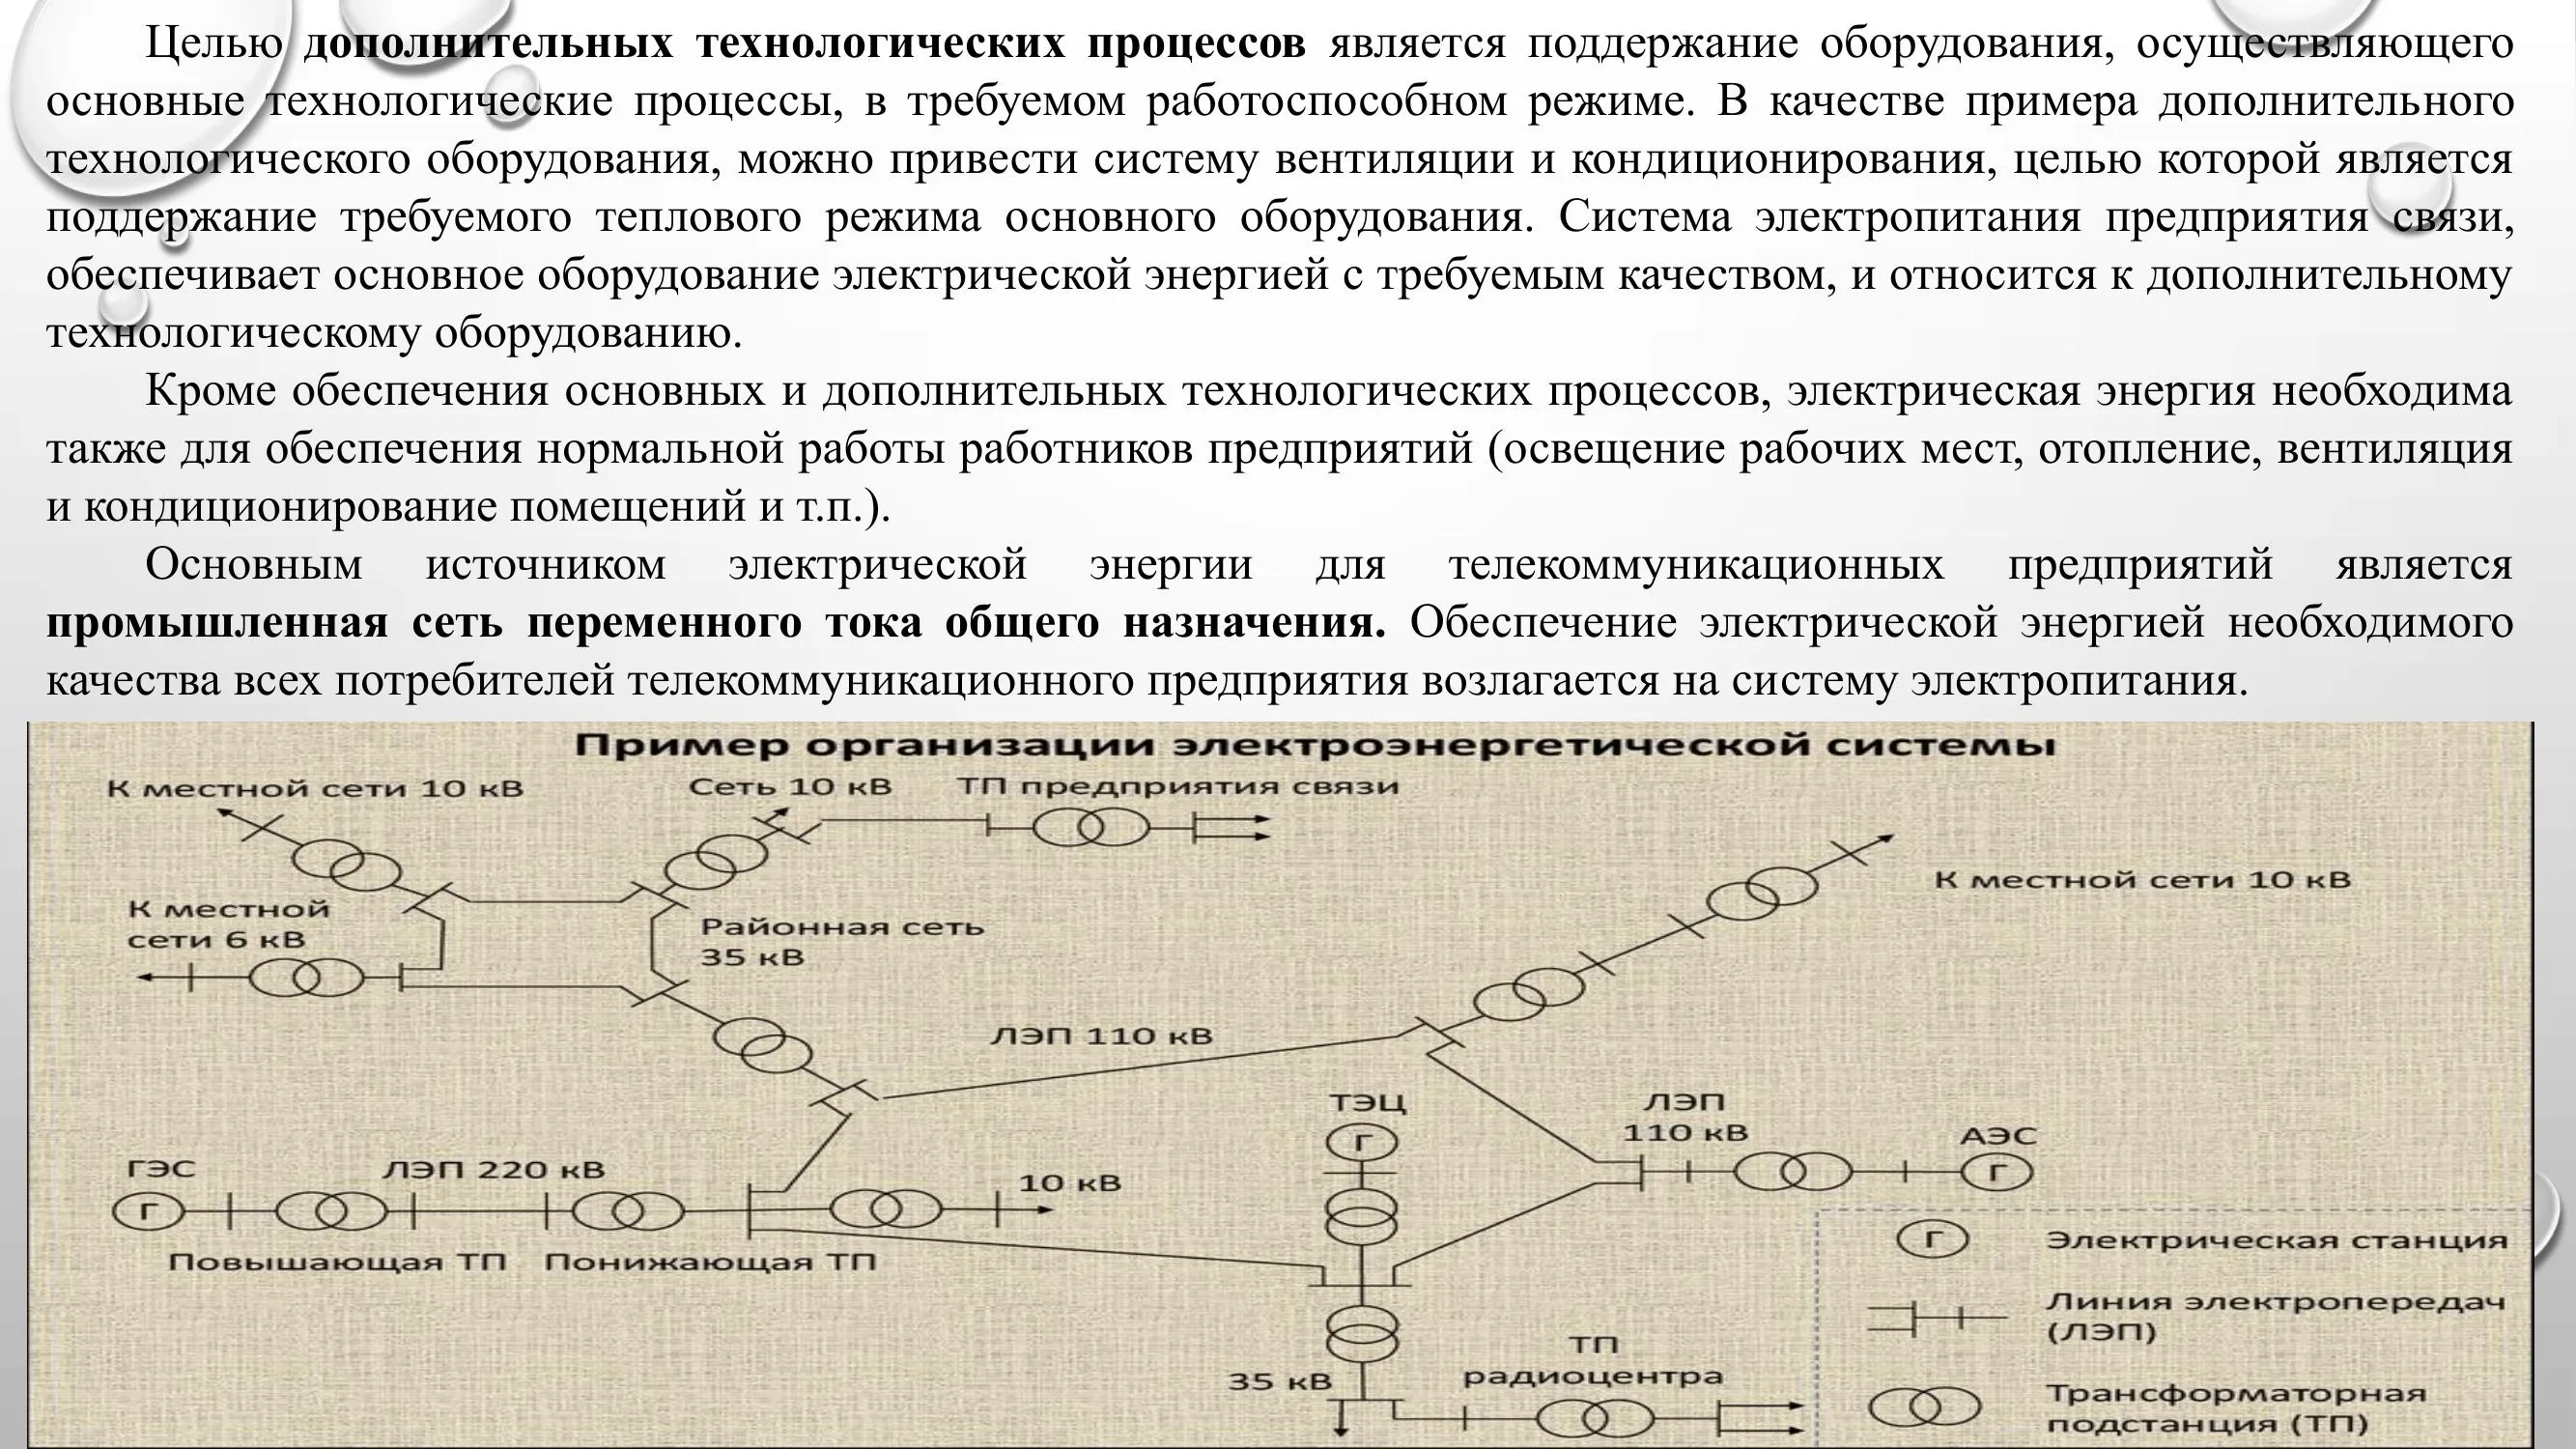 Целью дополнительных технологических процессов является поддержание оборудования, осуществляющего
основные технологические процессы, в требуемом работоспособном режиме. В качестве примера дополнительного
технологического оборудования, можно привести систему вентиляции и кондиционирования, целью которой является
поддержание требуемого теплового режима основного оборудования. Система электропитания предприятия связи,
обеспечивает основное оборудование электрической энергией с требуемым качеством, и относится к дополнительному
технологическому оборудованию.
Кроме обеспечения основных и дополнительных технологических процессов, электрическая энергия необходима
также для обеспечения нормальной работы работников предприятий (освещение рабочих мест, отопление, вентиляция
и кондиционирование помещений и т.п.).
Основным источником электрической энергии для телекоммуникационных предприятий является
промышленная сеть переменного тока общего назначения. Обеспечение электрической энергией необходимого
качества всех потребителей телекоммуникационного предприятия возлагается на систему электропитания.
Пример организации электроэнергетической системы
К местной сети 10 кВ
Сеть 10 кВ
ТП предприятия связи
К местной сети 10 кВ
К местной
сети 6 кВ
Районная сеть
35 кВ
ЛЭП 110 кВ
ТЭЦ
Г
ЛЭП
110 кВ
АЭС
Г
ГЭС
Г
ЛЭП 220 кВ
10 кВ
Повышающая ТП
Понижающая ТП
35 кВ
ТП
радиоцентра
Г
Электрическая станция
Линия электропередач
(ЛЭП)
Трансформаторная
подстанция (ТП)